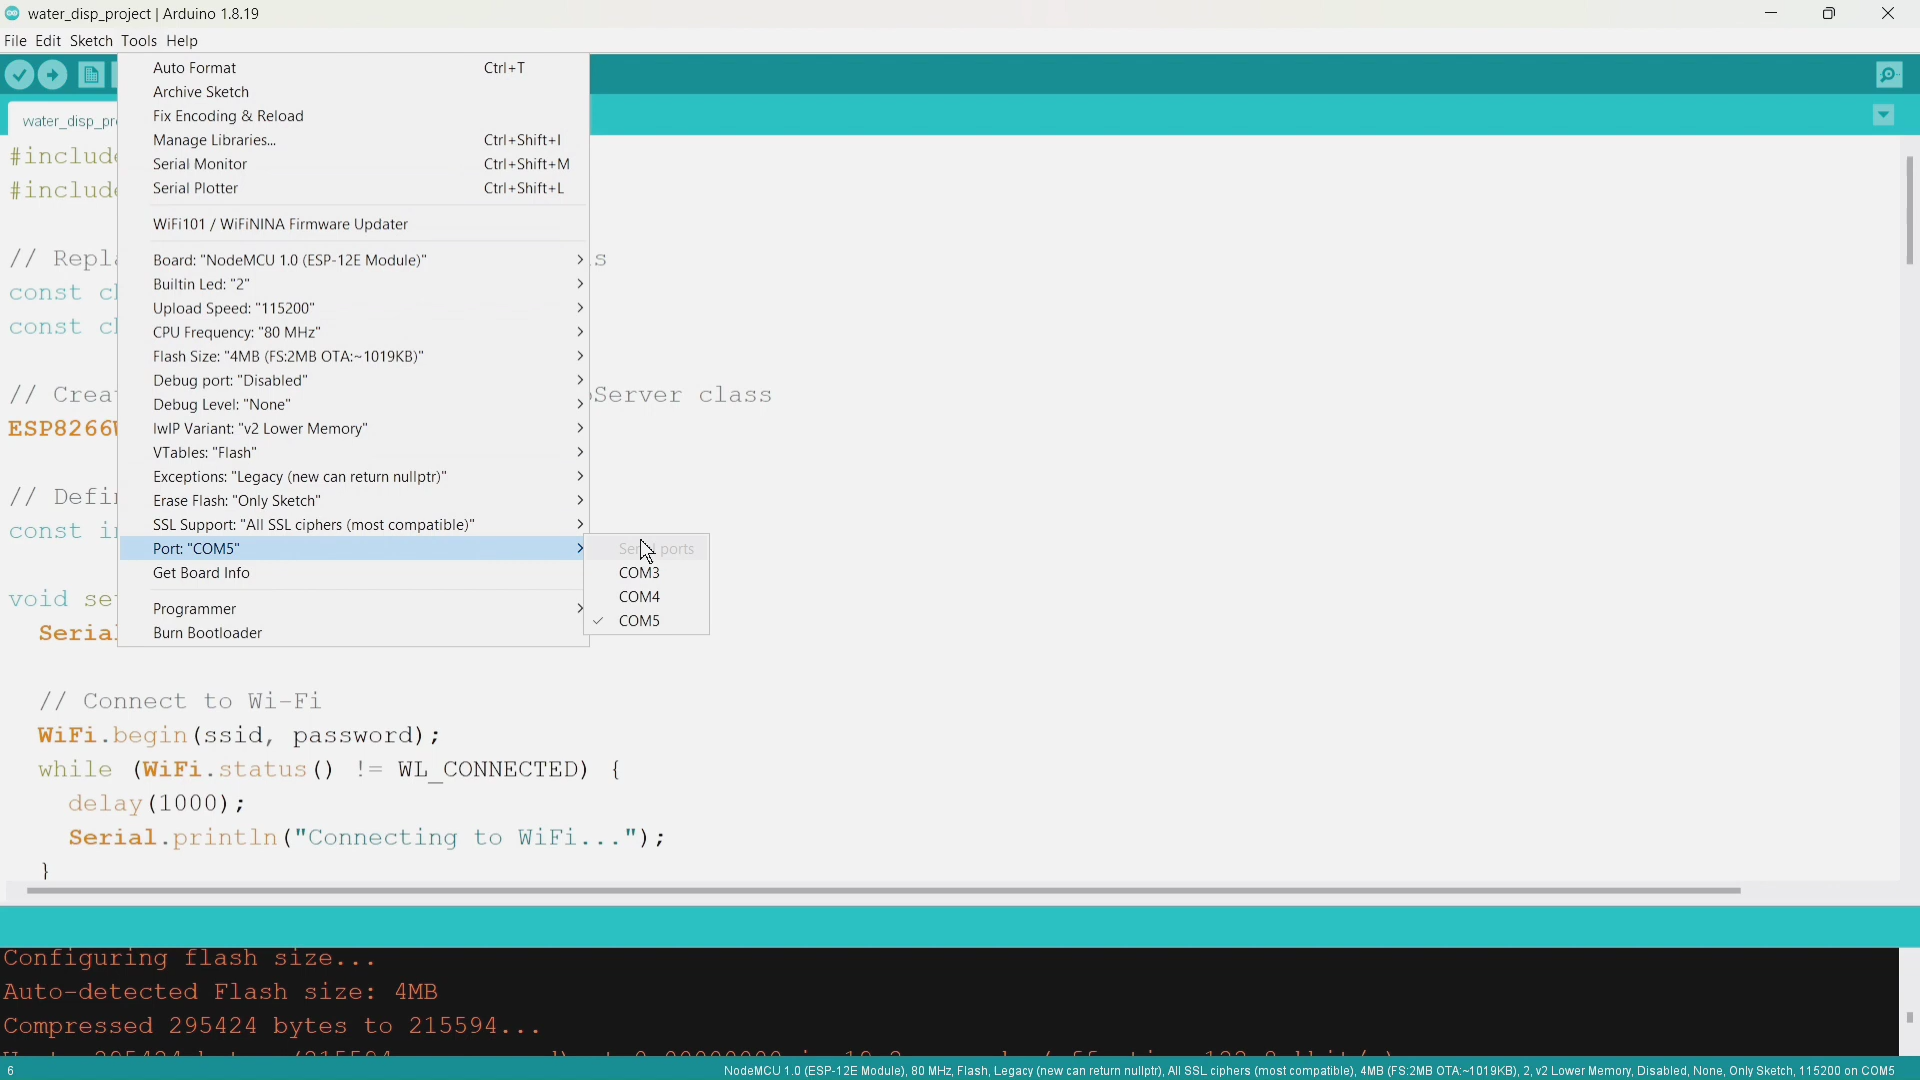 water_disp_project | Arduino 1.8.19
File Edit Sketch Tools Help
Auto Format Ctrl+T
Archive Sketch
Fix Encoding & Reload
Manage Libraries... Ctrl+Shift+I
Serial Monitor Ctrl+Shift+M
Serial Plotter Ctrl+Shift+L
WiFi101 / WiFiNINA Firmware Updater
Board: "NodeMCU 1.0 (ESP-12E Module)"
Builtin Led: "2"
Upload Speed: "115200"
CPU Frequency: "80 MHz"
Flash Size: "4MB (FS:2MB OTA:~1019KB)"
Debug port: "Disabled"
Debug Level: "None"
lwIP Variant: "v2 Lower Memory"
VTables: "Flash"
Exceptions: "Legacy (new can return nullptr)"
Erase Flash: "Only Sketch"
SSL Support: "All SSL ciphers (most compatible)"
Port: "COM5"
Get Board Info
Programmer
Burn Bootloader
ports
COM3
COM4
COM5
water_disp_pr
#include
#include
// Repl
s
const c
const c
// Crea
Server class
ESP8266
// Defi
const i
void se
Serial
// Connect to Wi-Fi
WiFi.begin(ssid, password);
while (WiFi.status() != WL_CONNECTED) {
delay(1000);
Serial.println("Connecting to WiFi...");
}
Configuring flash size...
Auto-detected Flash size: 4MB
Compressed 295424 bytes to 215594...
6
NodeMCU 1.0 (ESP-12E Module), 80 MHz, Flash, Legacy (new can return nullptr), All SSL ciphers (most compatible), 4MB (FS:2MB OTA:~1019KB), 2, v2 Lower Memory, Disabled, None, Only Sketch, 115200 on COM5